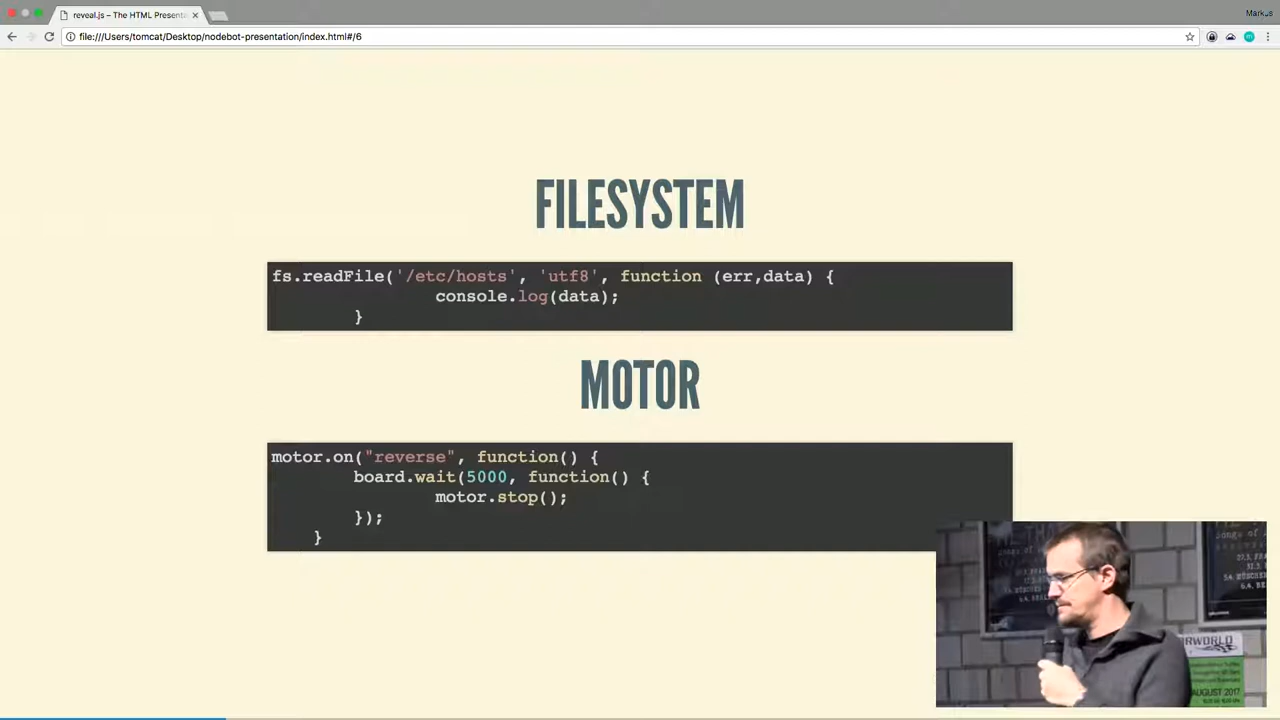 reveal.js – The HTML Presenta
Markus
file:///Users/tomcat/Desktop/nodebot-presentation/index.html#/6
FILESYSTEM
fs.readFile('/etc/hosts', 'utf8', function (err,data) {
console.log(data);
}
MOTOR
motor.on("reverse", function() {
board.wait(5000, function() {
motor.stop();
});
}
RWORLD
AUGUST 2017